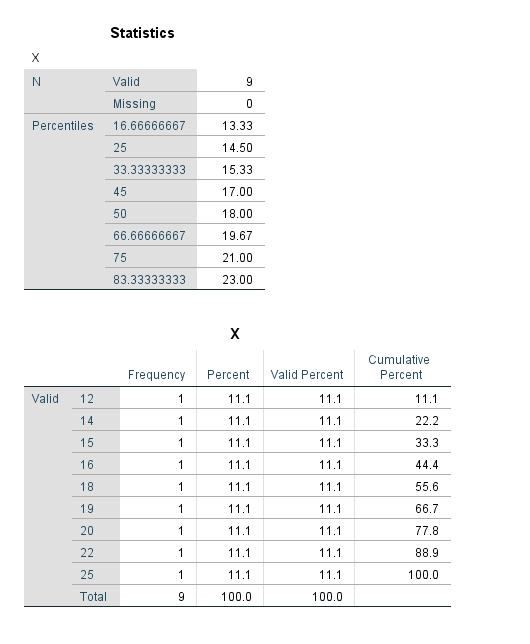 Statistics
X
N Valid 9
Missing 0
Percentiles 16.66666667 13.33
25 14.50
33.33333333 15.33
45 17.00
50 18.00
66.66666667 19.67
75 21.00
83.33333333 23.00
X
Frequency Percent Valid Percent Cumulative Percent
Valid 12 1 11.1 11.1 11.1
14 1 11.1 11.1 22.2
15 1 11.1 11.1 33.3
16 1 11.1 11.1 44.4
18 1 11.1 11.1 55.6
19 1 11.1 11.1 66.7
20 1 11.1 11.1 77.8
22 1 11.1 11.1 88.9
25 1 11.1 11.1 100.0
Total 9 100.0 100.0